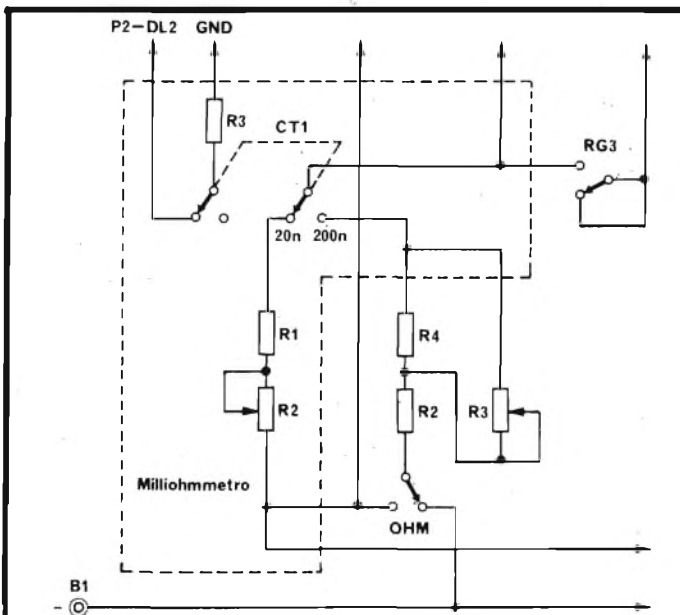 P2-DL2 GND
R3
CT1
RG3
20n 200n
R1
R4
R2
R2
R3
Milliohmmetro
OHM
- B1